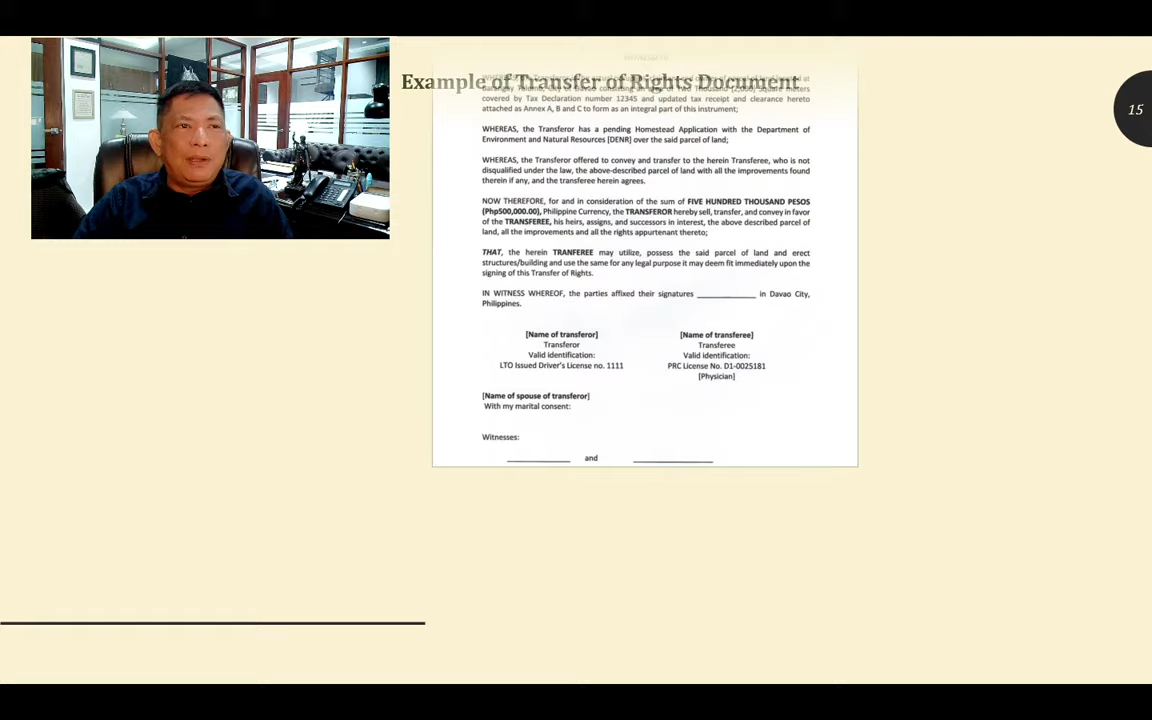 WITNESSETH
Example of Transfer of Rights Document
15
covered by Tax Declaration number 12345 and updated tax receipt and clearance hereto
attached as Annex A, B and C to form as an integral part of this instrument;
WHEREAS, the Transferor has a pending Homestead Application with the Department of
Environment and Natural Resources [DENR] over the said parcel of land;
WHEREAS, the Transferor offered to convey and transfer to the herein Transferee, who is not
disqualified under the law, the above-described parcel of land with all the improvements found
therein if any, and the transferee herein agrees.
NOW THEREFORE, for and in consideration of the sum of FIVE HUNDRED THOUSAND PESOS
(Php500,000.00), Philippine Currency, the TRANSFEROR hereby sell, transfer, and convey in favor
of the TRANSFEREE, his heirs, assigns, and successors in interest, the above described parcel of
land, all the improvements and all the rights appurtenant thereto;
THAT, the herein TRANFEREE may utilize, possess the said parcel of land and erect
structures/building and use the same for any legal purpose it may deem fit immediately upon the
signing of this Transfer of Rights.
IN WITNESS WHEREOF, the parties affixed their signatures ____________ in Davao City,
Philippines.
[Name of transferor] [Name of transferee]
Transferor Transferee
Valid identification: Valid identification:
LTO Issued Driver's License no. 1111 PRC License No. D1-0025181
[Physician]
[Name of spouse of transferor]
With my marital consent:
Witnesses:
____________ and ____________